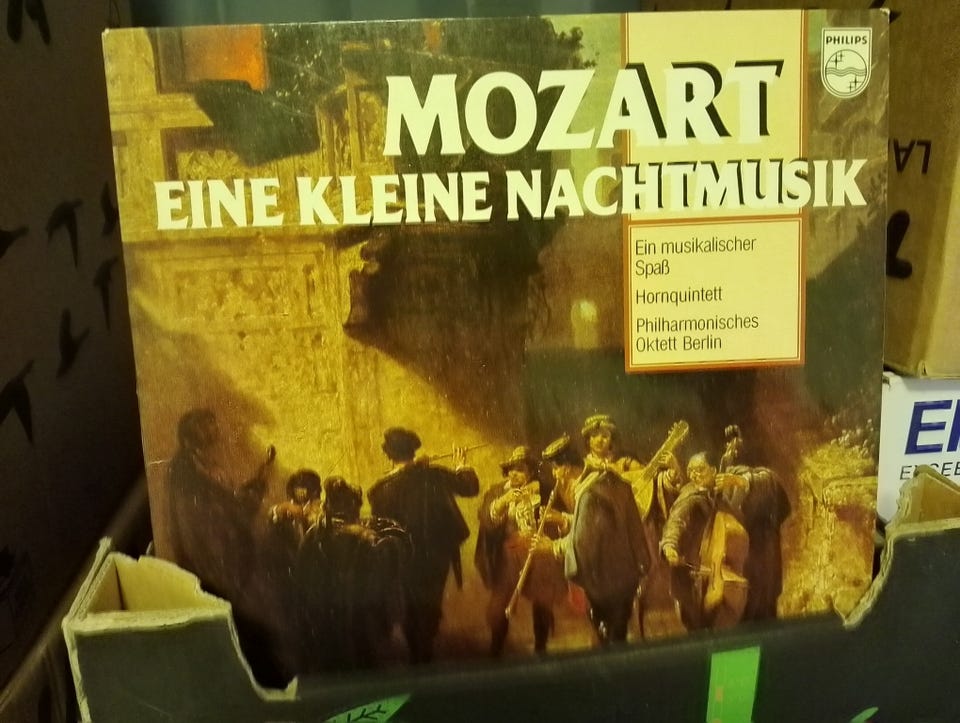 PHILIPS
MOZART
EINE KLEINE NACHTMUSIK
Ein musikalischer
Spaß
Hornquintett
Philharmonisches
Oktett Berlin